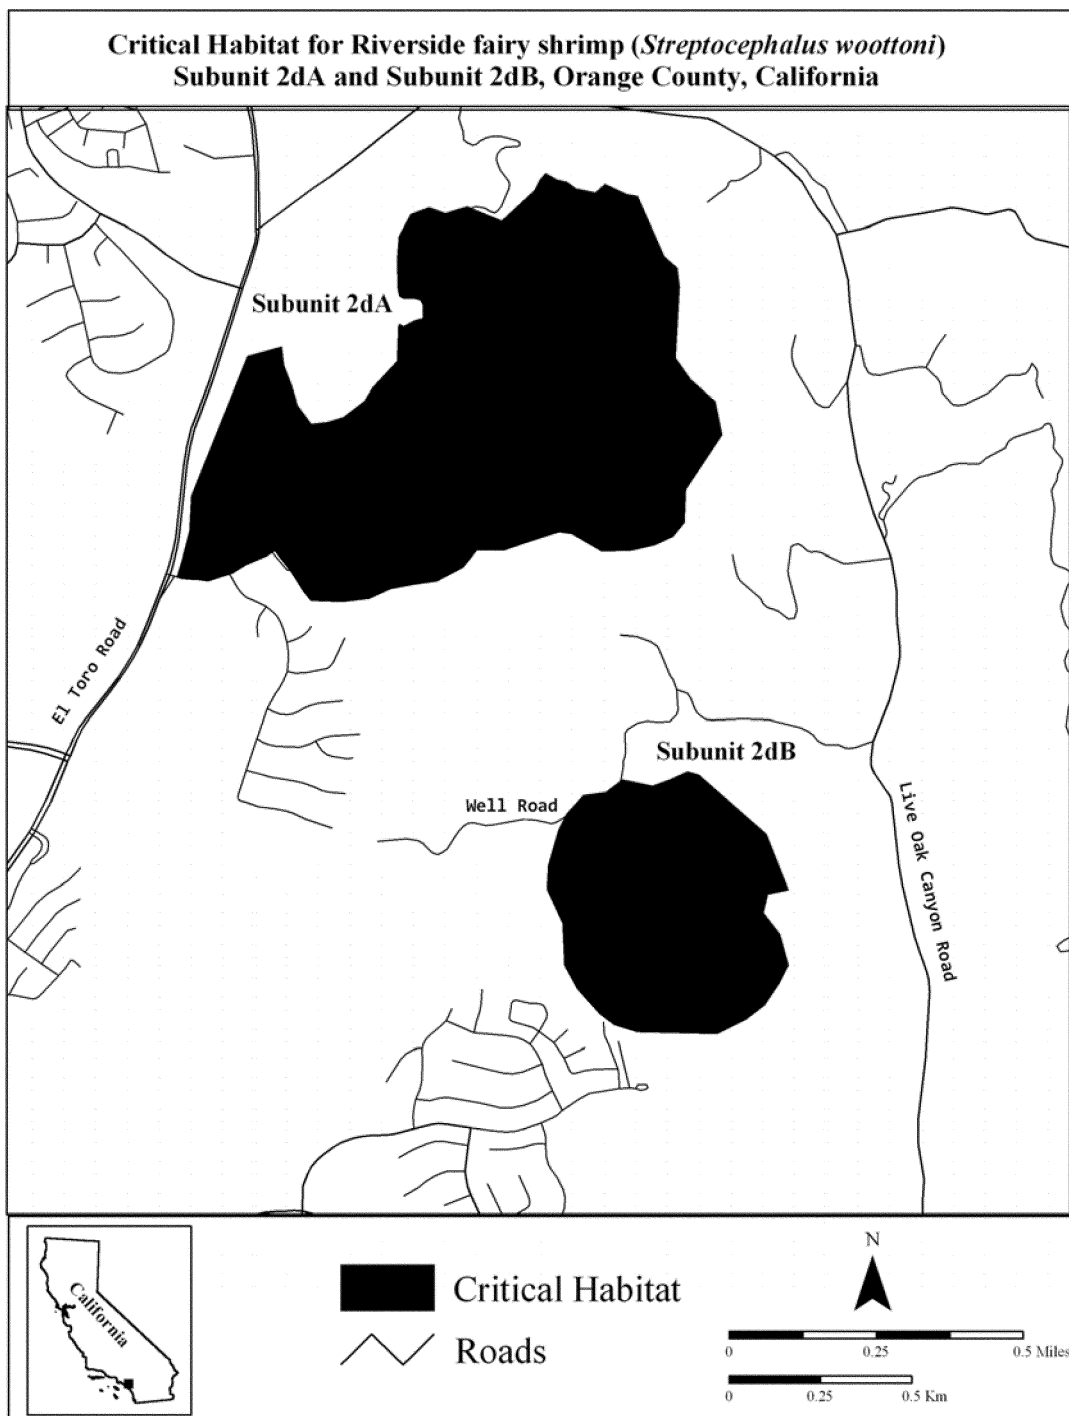 Critical Habitat for Riverside fairy shrimp (Streptocephalus woottoni)
Subunit 2dA and Subunit 2dB, Orange County, California
Subunit 2dA
El Toro Road
Subunit 2dB
Well Road
Live Oak Canyon Road
California
Critical Habitat
Roads
N
0 0.25 0.5 Miles
0 0.25 0.5 Km